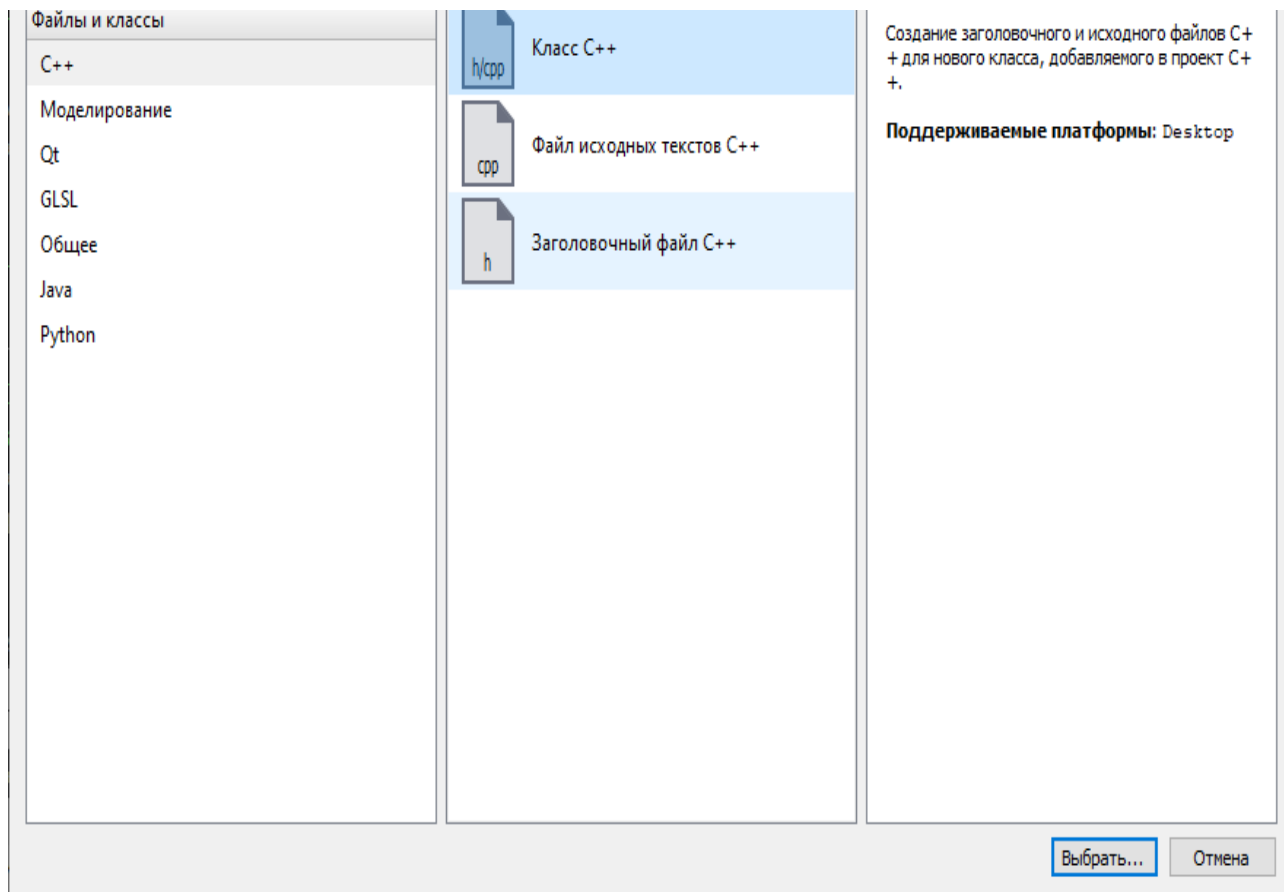 Файлы и классы
C++
Моделирование
Qt
GLSL
Общее
Java
Python
h/cpp
Класс C++
cpp
Файл исходных текстов C++
h
Заголовочный файл C++
Создание заголовочного и исходного файлов C+
+ для нового класса, добавляемого в проект C+
+.
Поддерживаемые платформы: Desktop
Выбрать...
Отмена